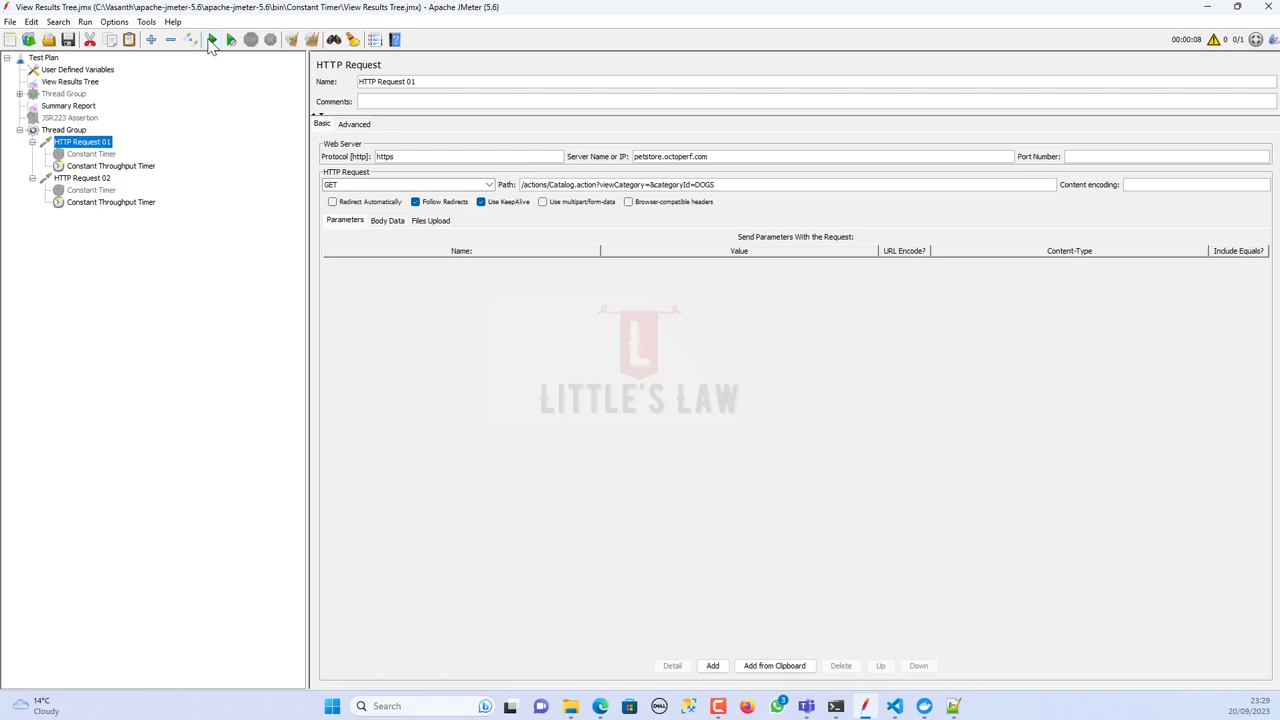 View Results Tree.jmx (C:\Vasanth\apache-jmeter-5.6\apache-jmeter-5.6\bin\Constant Timer\View Results Tree.jmx) - Apache JMeter (5.6)
File Edit Search Run Options Tools Help
00:00:08 0 0/1
Test Plan
User Defined Variables
View Results Tree
Thread Group
Summary Report
JSR223 Assertion
Thread Group
HTTP Request 01
Constant Timer
Constant Throughput Timer
HTTP Request 02
Constant Timer
Constant Throughput Timer
HTTP Request
Name: HTTP Request 01
Comments:
Basic Advanced
Web Server
Protocol [http]: https Server Name or IP: petstore.octoperf.com Port Number:
HTTP Request
GET Path: /actions/Catalog.action?viewCategory=&categoryId=DOGS Content encoding:
Redirect Automatically Follow Redirects Use KeepAlive Use multipart/form-data Browser-compatible headers
Parameters Body Data Files Upload
Send Parameters With the Request:
Name: Value URL Encode? Content-Type Include Equals?
L
LITTLE'S LAW
Detail Add Add from Clipboard Delete Up Down
14°C
Cloudy
Search
DELL
3
23:29
20/09/2023